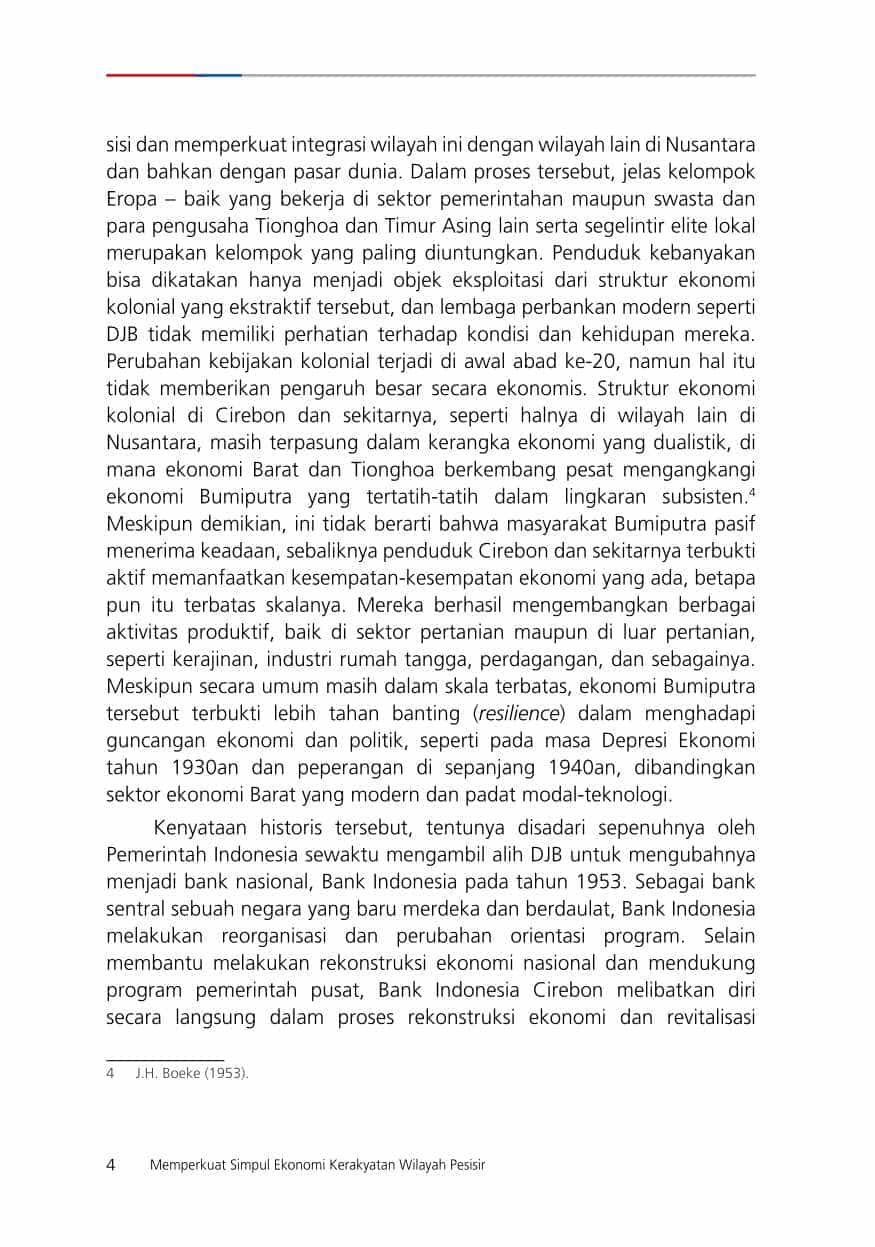 sisi dan memperkuat integrasi wilayah ini dengan wilayah lain di Nusantara
dan bahkan dengan pasar dunia. Dalam proses tersebut, jelas kelompok
Eropa – baik yang bekerja di sektor pemerintahan maupun swasta dan
para pengusaha Tionghoa dan Timur Asing lain serta segelintir elite lokal
merupakan kelompok yang paling diuntungkan. Penduduk kebanyakan
bisa dikatakan hanya menjadi objek eksploitasi dari struktur ekonomi
kolonial yang ekstraktif tersebut, dan lembaga perbankan modern seperti
DJB tidak memiliki perhatian terhadap kondisi dan kehidupan mereka.
Perubahan kebijakan kolonial terjadi di awal abad ke-20, namun hal itu
tidak memberikan pengaruh besar secara ekonomis. Struktur ekonomi
kolonial di Cirebon dan sekitarnya, seperti halnya di wilayah lain di
Nusantara, masih terpasung dalam kerangka ekonomi yang dualistik, di
mana ekonomi Barat dan Tionghoa berkembang pesat mengangkangi
ekonomi Bumiputra yang tertatih-tatih dalam lingkaran subsisten.⁴
Meskipun demikian, ini tidak berarti bahwa masyarakat Bumiputra pasif
menerima keadaan, sebaliknya penduduk Cirebon dan sekitarnya terbukti
aktif memanfaatkan kesempatan-kesempatan ekonomi yang ada, betapa
pun itu terbatas skalanya. Mereka berhasil mengembangkan berbagai
aktivitas produktif, baik di sektor pertanian maupun di luar pertanian,
seperti kerajinan, industri rumah tangga, perdagangan, dan sebagainya.
Meskipun secara umum masih dalam skala terbatas, ekonomi Bumiputra
tersebut terbukti lebih tahan banting (resilience) dalam menghadapi
guncangan ekonomi dan politik, seperti pada masa Depresi Ekonomi
tahun 1930an dan peperangan di sepanjang 1940an, dibandingkan
sektor ekonomi Barat yang modern dan padat modal-teknologi.
Kenyataan historis tersebut, tentunya disadari sepenuhnya oleh
Pemerintah Indonesia sewaktu mengambil alih DJB untuk mengubahnya
menjadi bank nasional, Bank Indonesia pada tahun 1953. Sebagai bank
sentral sebuah negara yang baru merdeka dan berdaulat, Bank Indonesia
melakukan reorganisasi dan perubahan orientasi program. Selain
membantu melakukan rekonstruksi ekonomi nasional dan mendukung
program pemerintah pusat, Bank Indonesia Cirebon melibatkan diri
secara langsung dalam proses rekonstruksi ekonomi dan revitalisasi
4 J.H. Boeke (1953).
4 Memperkuat Simpul Ekonomi Kerakyatan Wilayah Pesisir